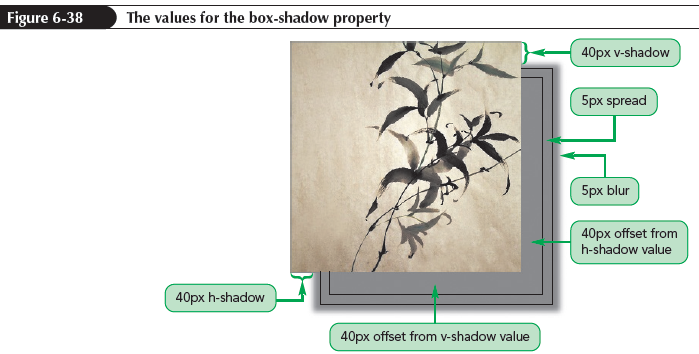 Figure 6-38
The values for the box-shadow property
40px v-shadow
5px spread
5px blur
40px offset from
h-shadow value
40px h-shadow
40px offset from v-shadow value